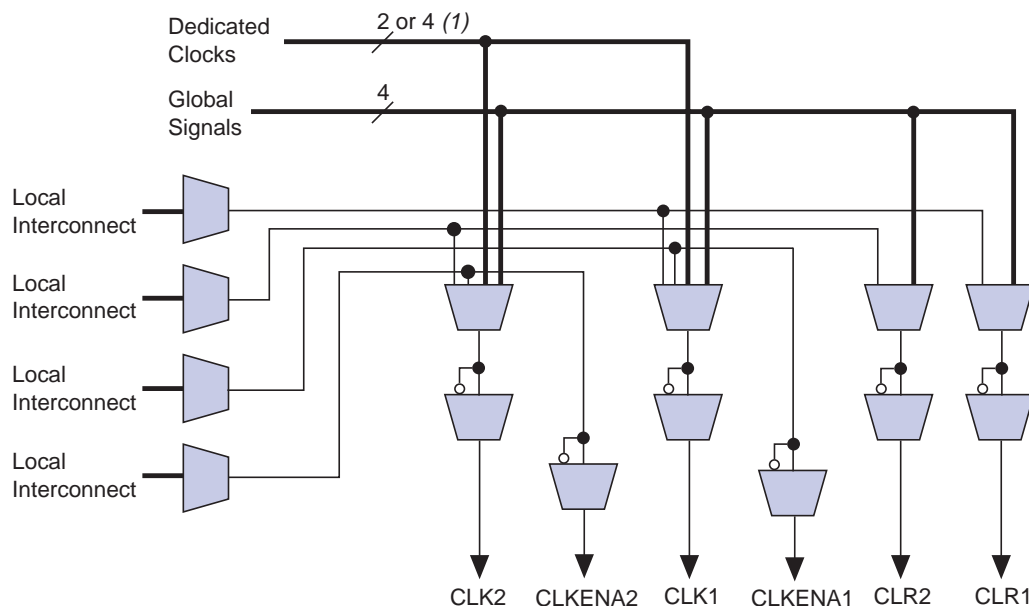 Dedicated
Clocks
2 or 4 (1)
Global
Signals
4
Local
Interconnect
Local
Interconnect
Local
Interconnect
Local
Interconnect
CLK2
CLKENA2
CLK1
CLKENA1
CLR2
CLR1